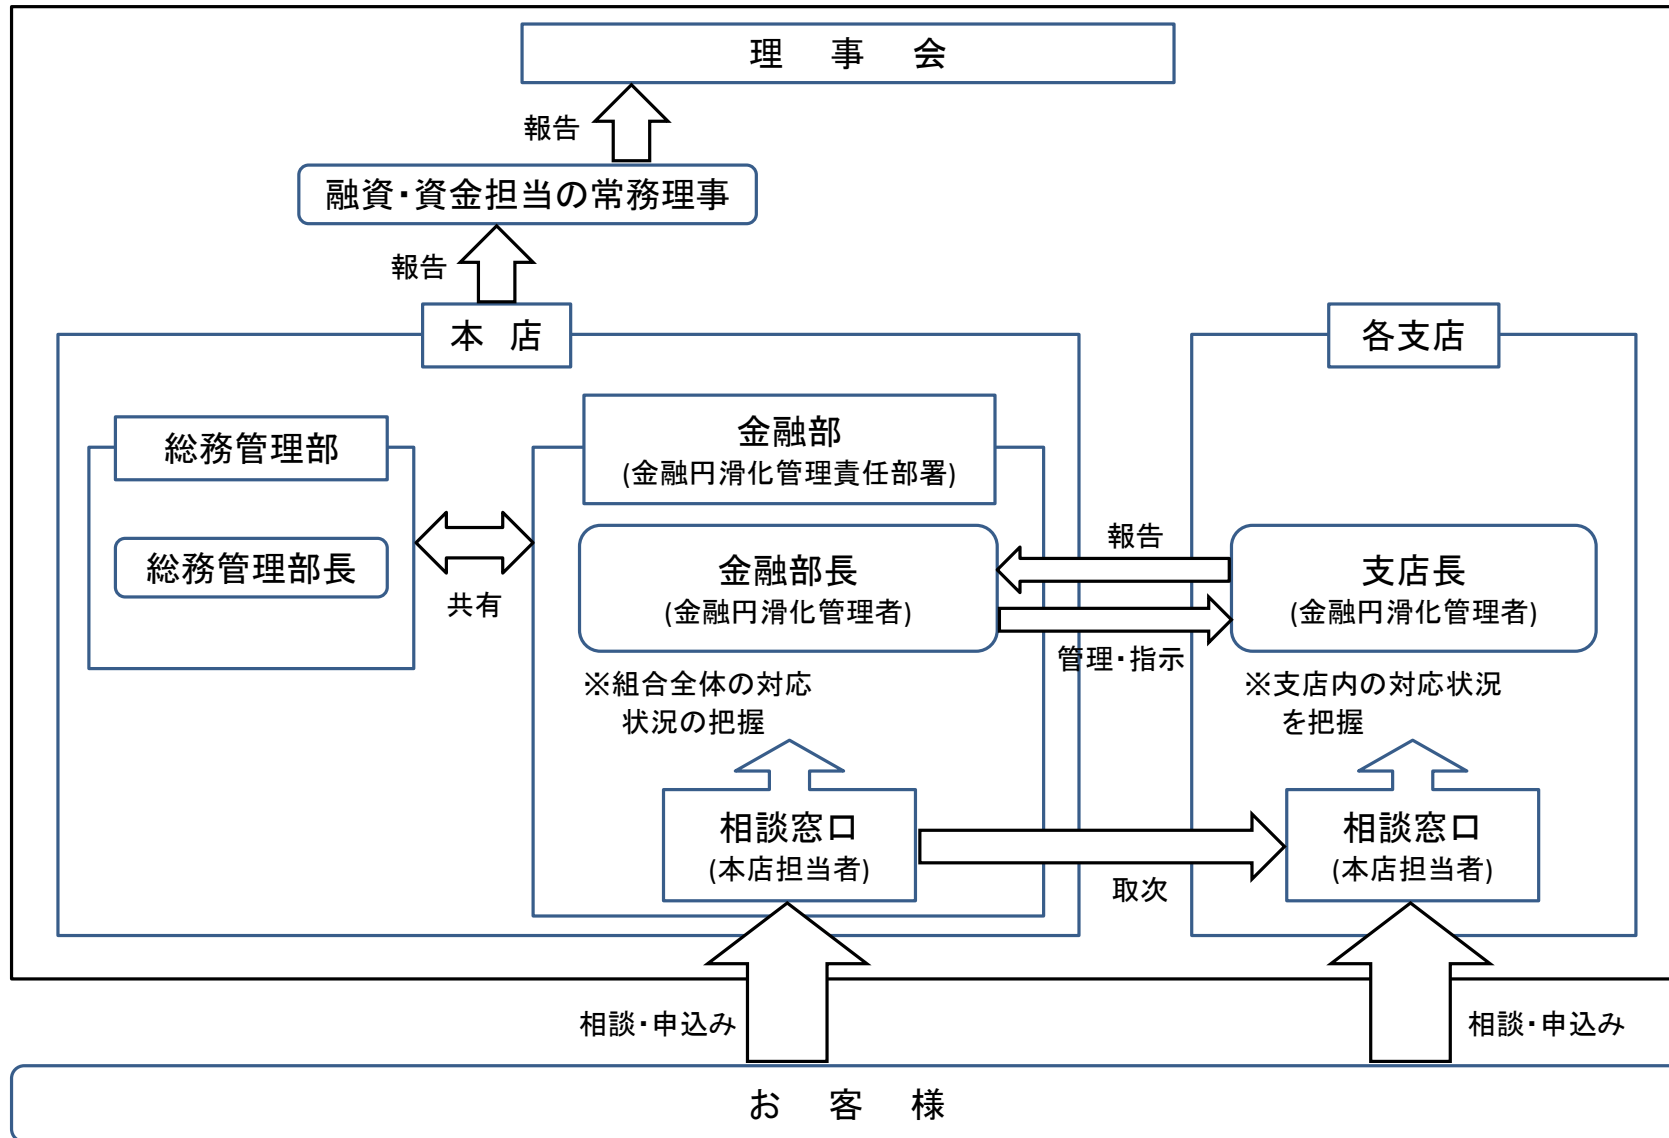 理 事 会
報告
融資・資金担当の常務理事
報告
本 店
各支店
総務管理部
金融部
(金融円滑化管理責任部署)
総務管理部長
共有
金融部長
(金融円滑化管理者)
報告
管理・指示
支店長
(金融円滑化管理者)
※組合全体の対応
状況の把握
※支店内の対応状況
を把握
相談窓口
(本店担当者)
取次
相談窓口
(本店担当者)
相談・申込み
相談・申込み
お 客 様